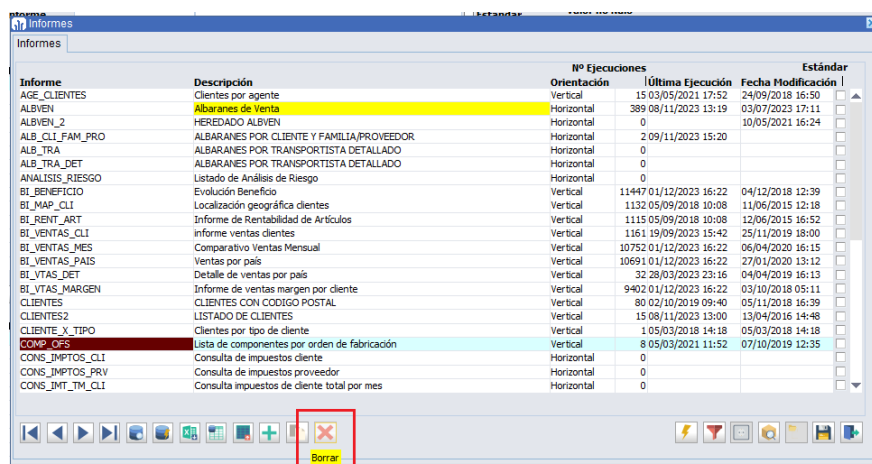 Informes
Informes
Nº Ejecuciones Estándar
Informe Descripción Orientación Última Ejecución Fecha Modificación
AGE_CLIENTES Clientes por agente Vertical 15 03/05/2021 17:52 24/09/2018 16:50
ALBVEN Albaranes de Venta Horizontal 389 08/11/2023 13:19 03/07/2023 17:11
ALBVEN_2 HEREDADO ALBVEN Horizontal 0 10/05/2021 16:24
ALB_CLI_FAM_PRO ALBARANES POR CLIENTE Y FAMILIA/PROVEEDOR Horizontal 2 09/11/2023 15:20
ALB_TRA ALBARANES POR TRANSPORTISTA DETALLADO Horizontal 0
ALB_TRA_DET ALBARANES POR TRANSPORTISTA DETALLADO Horizontal 0
ANALISIS_RIESGO Listado de Análisis de Riesgo Horizontal 0
BI_BENEFICIO Evolución Beneficio Vertical 11447 01/12/2023 16:22 04/12/2018 12:39
BI_MAP_CLI Localización geográfica clientes Vertical 1132 05/09/2018 10:08 11/06/2015 12:18
BI_RENT_ART Informe de Rentabilidad de Artículos Vertical 1115 05/09/2018 10:08 12/06/2015 16:52
BI_VENTAS_CLI informe ventas clientes Vertical 1161 19/09/2023 15:42 25/11/2019 18:00
BI_VENTAS_MES Comparativo Ventas Mensual Vertical 10752 01/12/2023 16:22 06/04/2020 16:15
BI_VENTAS_PAIS Ventas por país Vertical 10691 01/12/2023 16:22 27/01/2020 13:12
BI_VTAS_DET Detalle de ventas por país Vertical 32 28/03/2023 23:16 04/04/2019 16:13
BI_VTAS_MARGEN Informe de ventas margen por cliente Vertical 9402 01/12/2023 16:22 03/10/2018 05:11
CLIENTES CLIENTES CON CODIGO POSTAL Vertical 80 02/10/2019 09:40 05/11/2018 16:39
CLIENTES2 LISTADO DE CLIENTES Vertical 15 08/11/2023 13:00 13/04/2016 14:48
CLIENTE_X_TIPO Clientes por tipo de cliente Vertical 1 05/03/2018 14:18 05/03/2018 14:18
COMP_OFS Lista de componentes por orden de fabricación Vertical 8 05/03/2021 11:52 07/10/2019 12:35
CONS_IMPTOS_CLI Consulta de impuestos cliente Horizontal 0
CONS_IMPTOS_PRV Consulta de impuestos proveedor Horizontal 0
CONS_IMT_TM_CLI Consulta impuestos de cliente total por mes Horizontal 0
Borrar